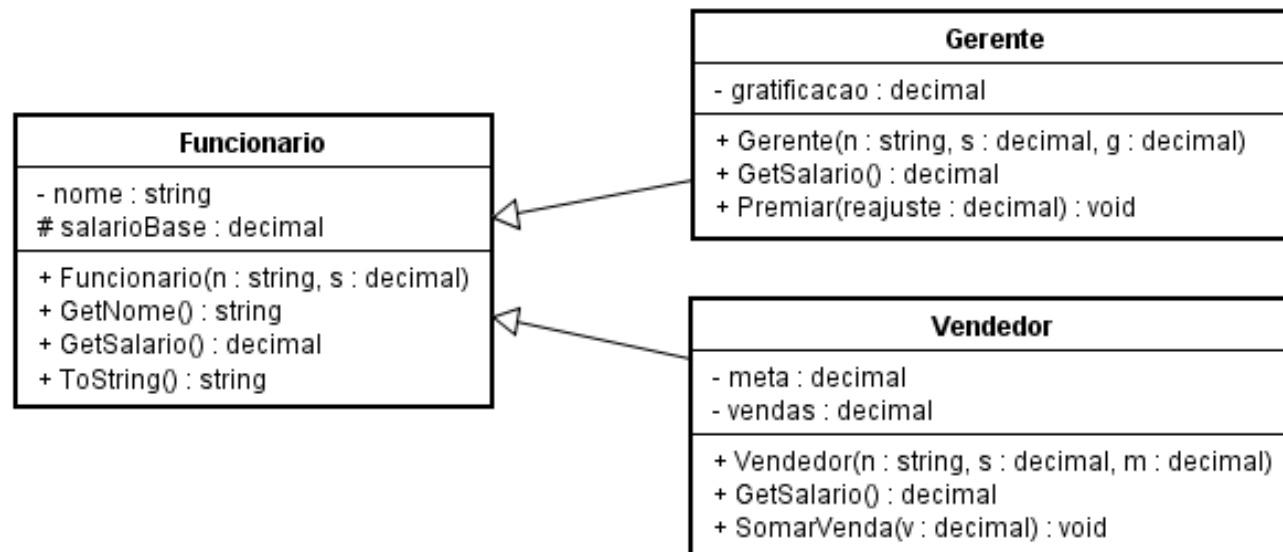 Funcionario
- nome : string
# salarioBase : decimal
+ Funcionario(n : string, s : decimal)
+ GetNome() : string
+ GetSalario() : decimal
+ ToString() : string
Gerente
- gratificacao : decimal
+ Gerente(n : string, s : decimal, g : decimal)
+ GetSalario() : decimal
+ Premiar(reajuste : decimal) : void
Vendedor
- meta : decimal
- vendas : decimal
+ Vendedor(n : string, s : decimal, m : decimal)
+ GetSalario() : decimal
+ SomarVenda(v : decimal) : void